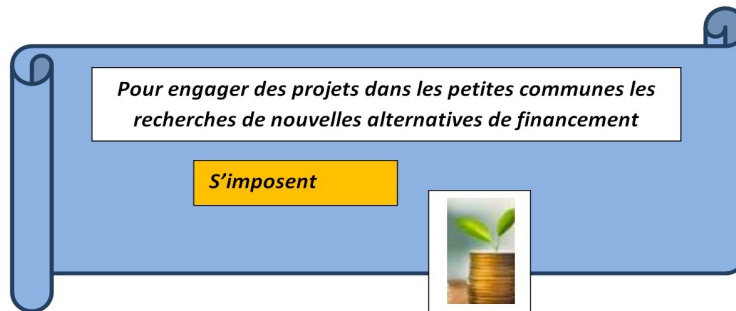 Pour engager des projets dans les petites communes les
recherches de nouvelles alternatives de financement
S’imposent